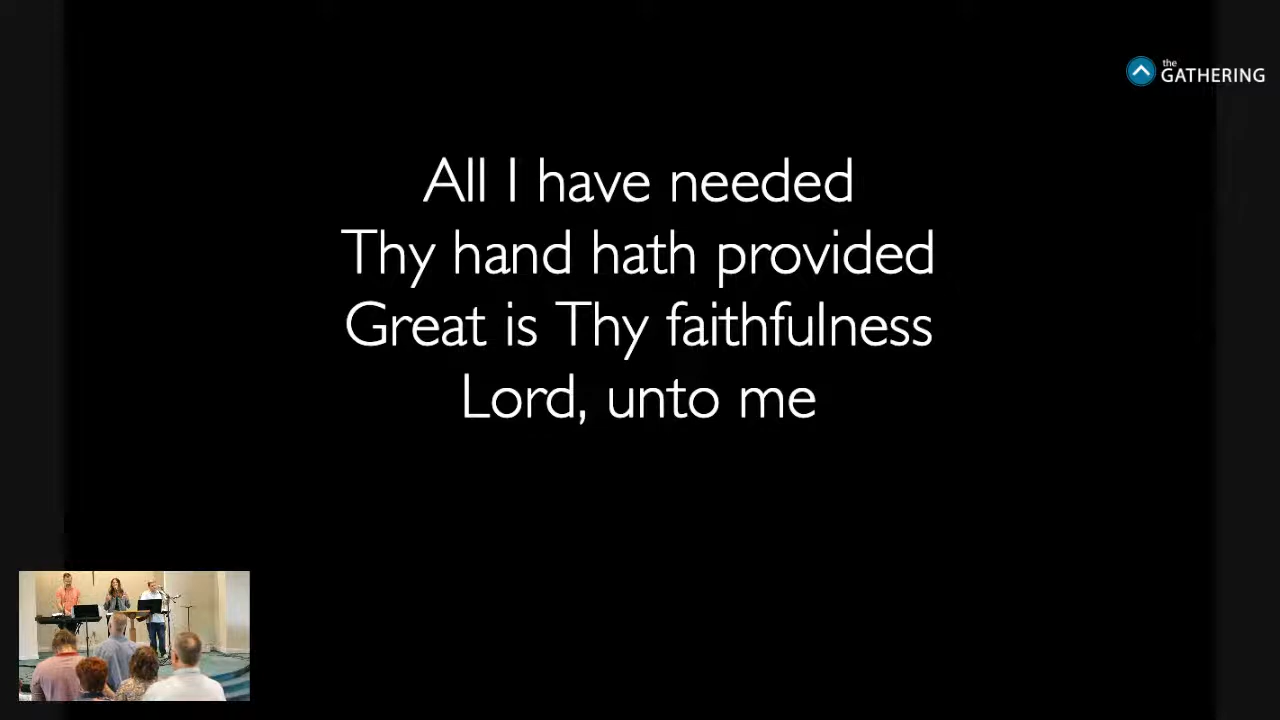 the
GATHERING
All I have needed
Thy hand hath provided
Great is Thy faithfulness
Lord, unto me